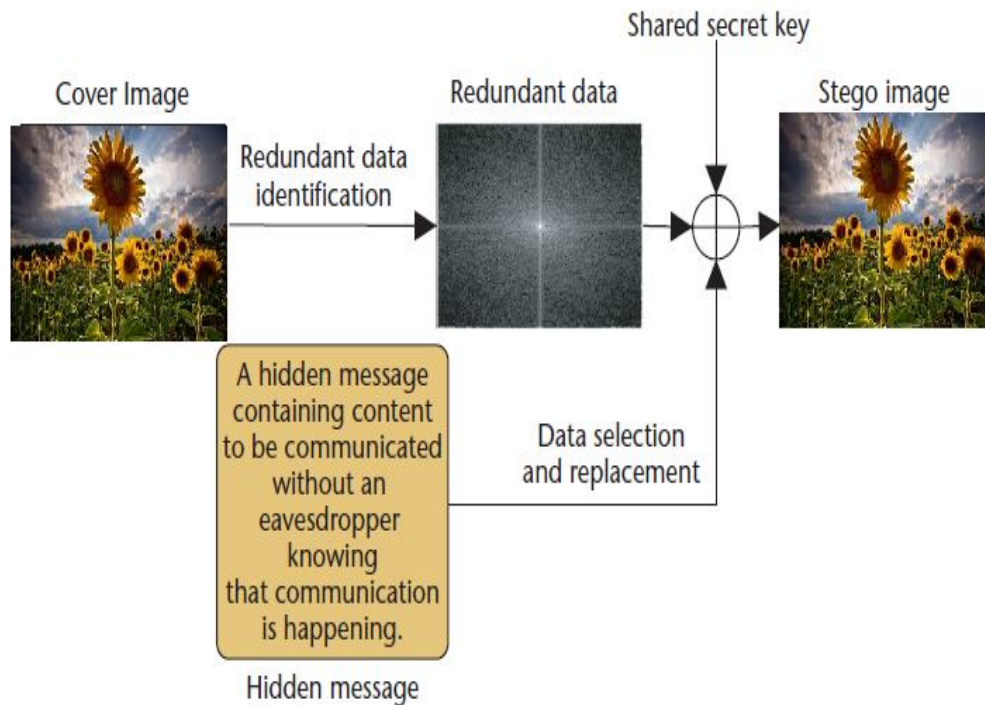 Shared secret key
Cover Image
Redundant data
Stego image
Redundant data
identification
A hidden message
containing content
to be communicated
without an
eavesdropper
knowing
that communication
is happening.
Data selection
and replacement
Hidden message